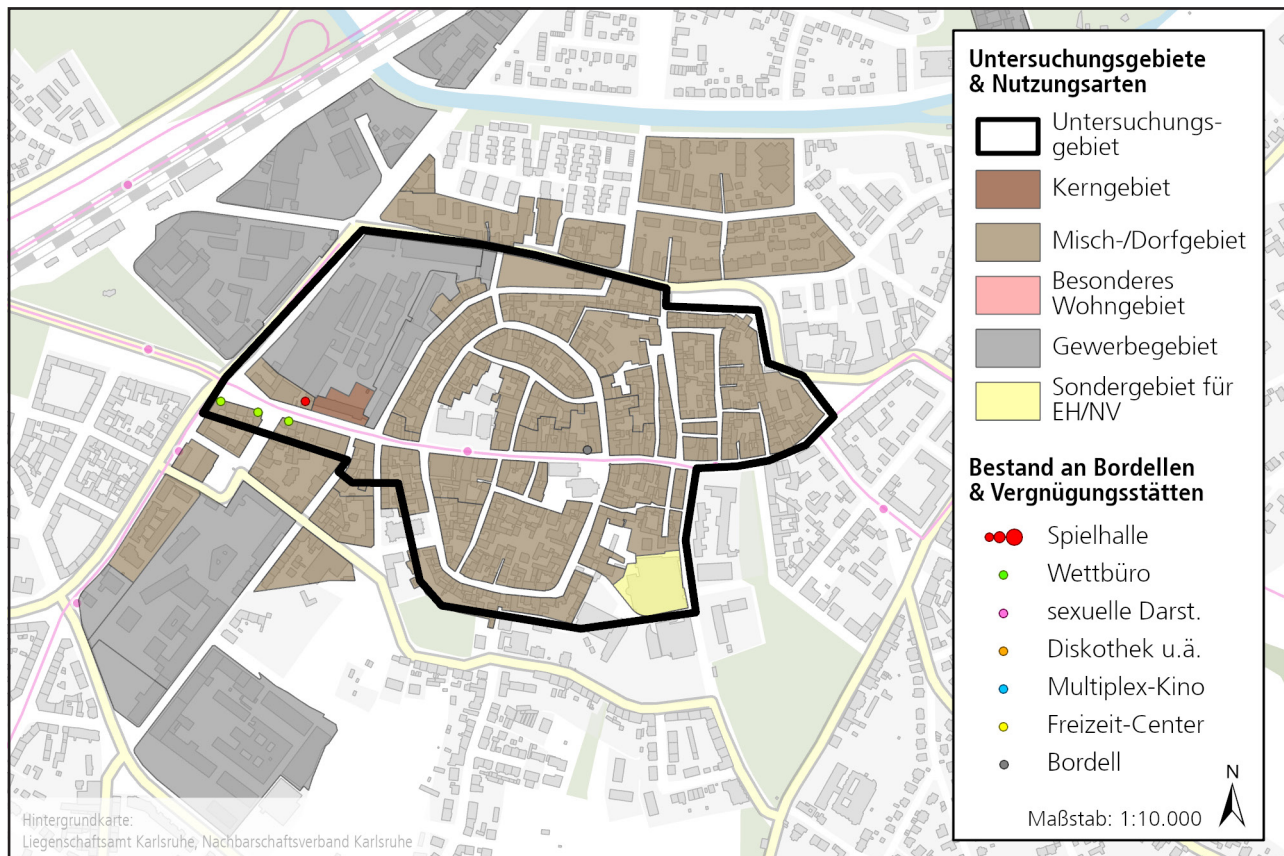 Untersuchungsgebiete
& Nutzungsarten
Untersuchungs-
gebiet
Kerngebiet
Misch-/Dorfgebiet
Besonderes
Wohngebiet
Gewerbegebiet
Sondergebiet für
EH/NV
Bestand an Bordellen
& Vergnügungsstätten
Spielhalle
Wettbüro
sexuelle Darst.
Diskothek u.ä.
Multiplex-Kino
Freizeit-Center
Bordell
N
Maßstab: 1:10.000
Hintergrundkarte:
Liegenschaftsamt Karlsruhe, Nachbarschaftsverband Karlsruhe